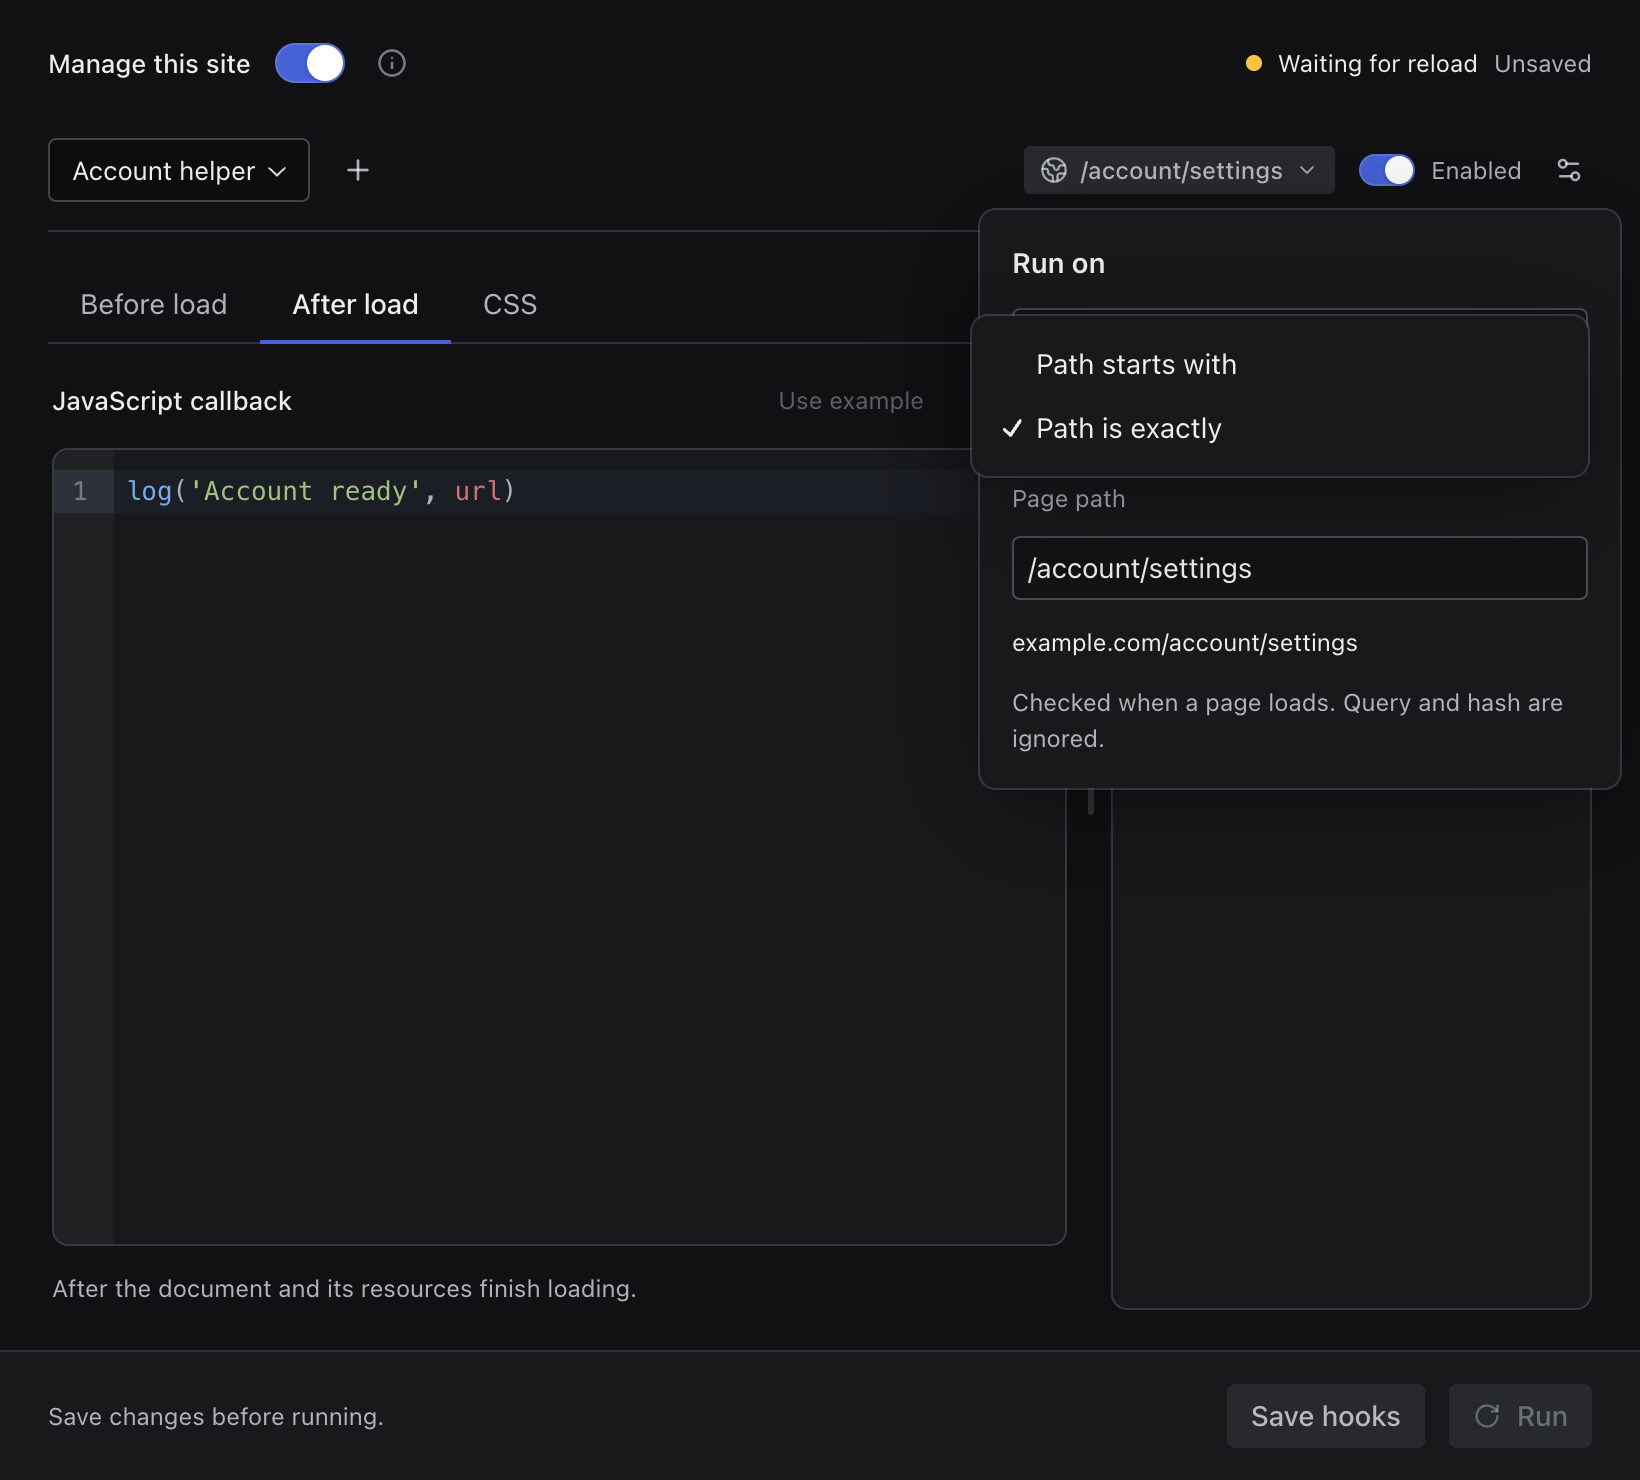 Manage this site
Waiting for reload Unsaved
Account helper
/account/settings
Enabled
Run on
Before load
After load
CSS
Path starts with
Path is exactly
JavaScript callback
Use example
1 log('Account ready', url)
Page path
/account/settings
example.com/account/settings
Checked when a page loads. Query and hash are
ignored.
After the document and its resources finish loading.
Save changes before running.
Save hooks
Run